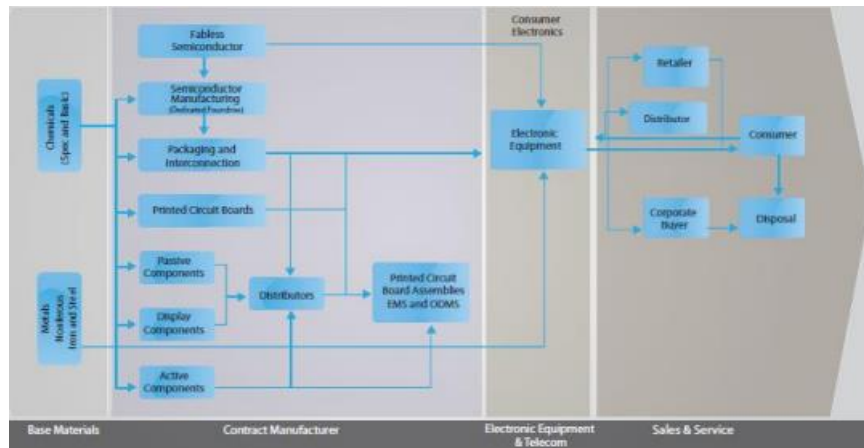 Consumer
Electronics
Fabless
Semiconductor
Retailer
Semiconductor
Manufacturing
(Dedicated Foundries)
Chemicals
(Spec and Basic)
Distributor
Electronic
Equipment
Consumer
Packaging and
Interconnection
Printed Circuit Boards
Corporate
Buyer
Disposal
Passive
Components
Metals
Nonferous
Iron and Steel
Distributors
Printed Circuit
Board Assemblies
EMS and ODMS
Display
Components
Active
Components
Base Materials
Contract Manufacturer
Electronic Equipment
& Telecom
Sales & Service